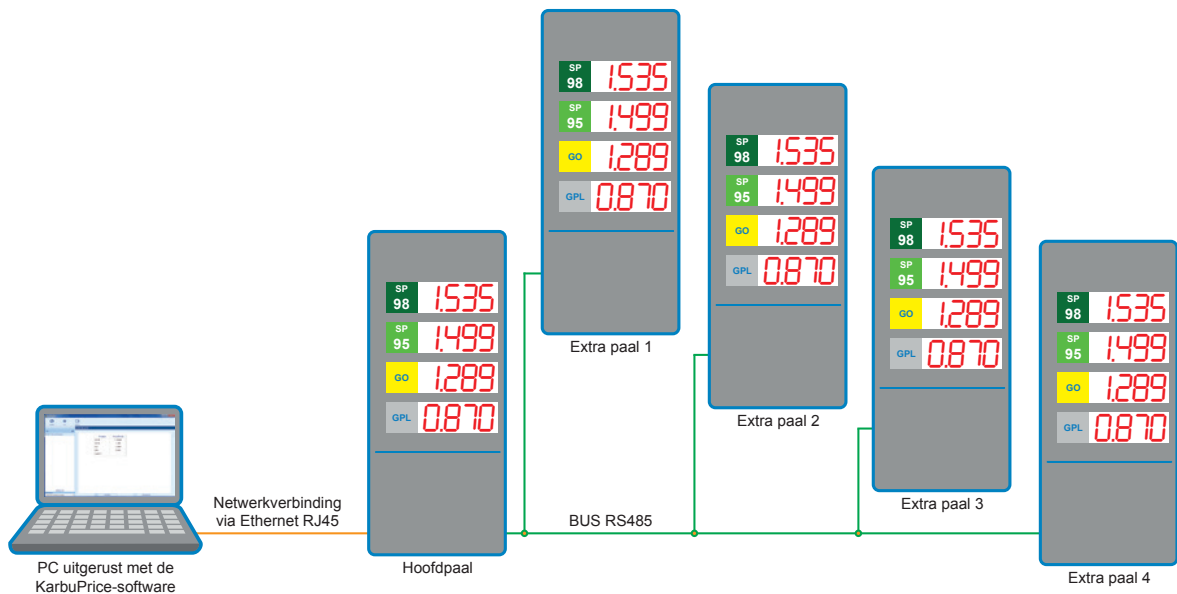 SP
98 1.535
SP
95 1.499
GO 1.289
GPL 0.870
Extra paal 1
SP
98 1.535
SP
95 1.499
GO 1.289
GPL 0.870
Extra paal 2
SP
98 1.535
SP
95 1.499
GO 1.289
GPL 0.870
Extra paal 3
SP
98 1.535
SP
95 1.499
GO 1.289
GPL 0.870
Extra paal 4
SP
98 1.535
SP
95 1.499
GO 1.289
GPL 0.870
Hoofdpaal
Netwerkverbinding
via Ethernet RJ45
BUS RS485
PC uitgerust met de
KarbuPrice-software